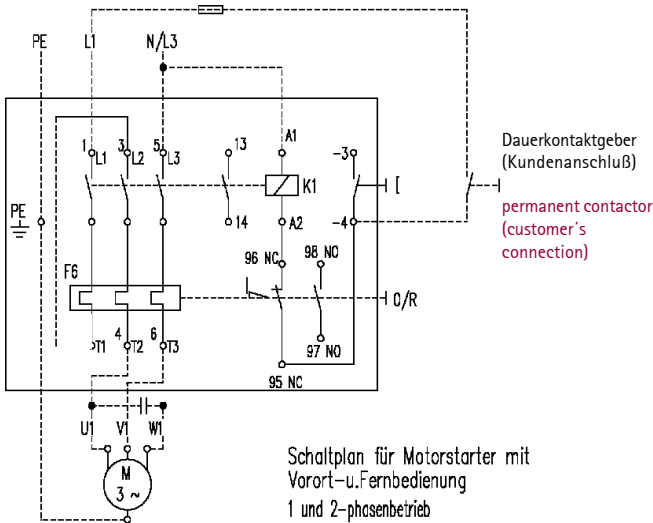 PE L1 N/L3
1 L1 3 L2 5 L3 13 A1 -3
K1 [
PE 14 A2 -4
Dauerkontaktgeber
(Kundenanschluß)
permanent contactor
(customer´s
connection)
96 NC 98 NO
F6 O/R
T1 4 T2 6 T3 97 NO
95 NC
U1 V1 W1
M
3 ~
Schaltplan für Motorstarter mit
Vorort-u.Fernbedienung
1 und 2-phasenbetrieb